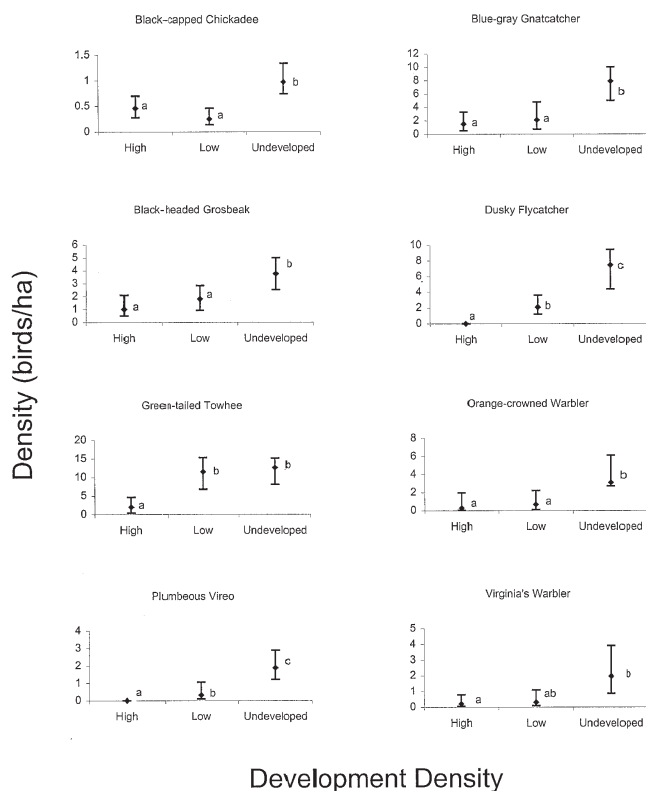 Black-capped Chickadee
1.5
1
0.5
0
a
a
b
High Low Undeveloped
Blue-gray Gnatcatcher
12
10
8
6
4
2
0
a
a
b
High Low Undeveloped
Black-headed Grosbeak
6
5
4
3
2
1
0
a
a
b
High Low Undeveloped
Dusky Flycatcher
10
8
6
4
2
0
a
b
c
High Low Undeveloped
Green-tailed Towhee
20
15
10
5
0
a
b
b
High Low Undeveloped
Orange-crowned Warbler
8
6
4
2
0
a
a
b
High Low Undeveloped
Plumbeous Vireo
4
3
2
1
0
a
b
c
High Low Undeveloped
Virginia's Warbler
5
4
3
2
1
0
a
ab
b
High Low Undeveloped
Density (birds/ha)
Development Density